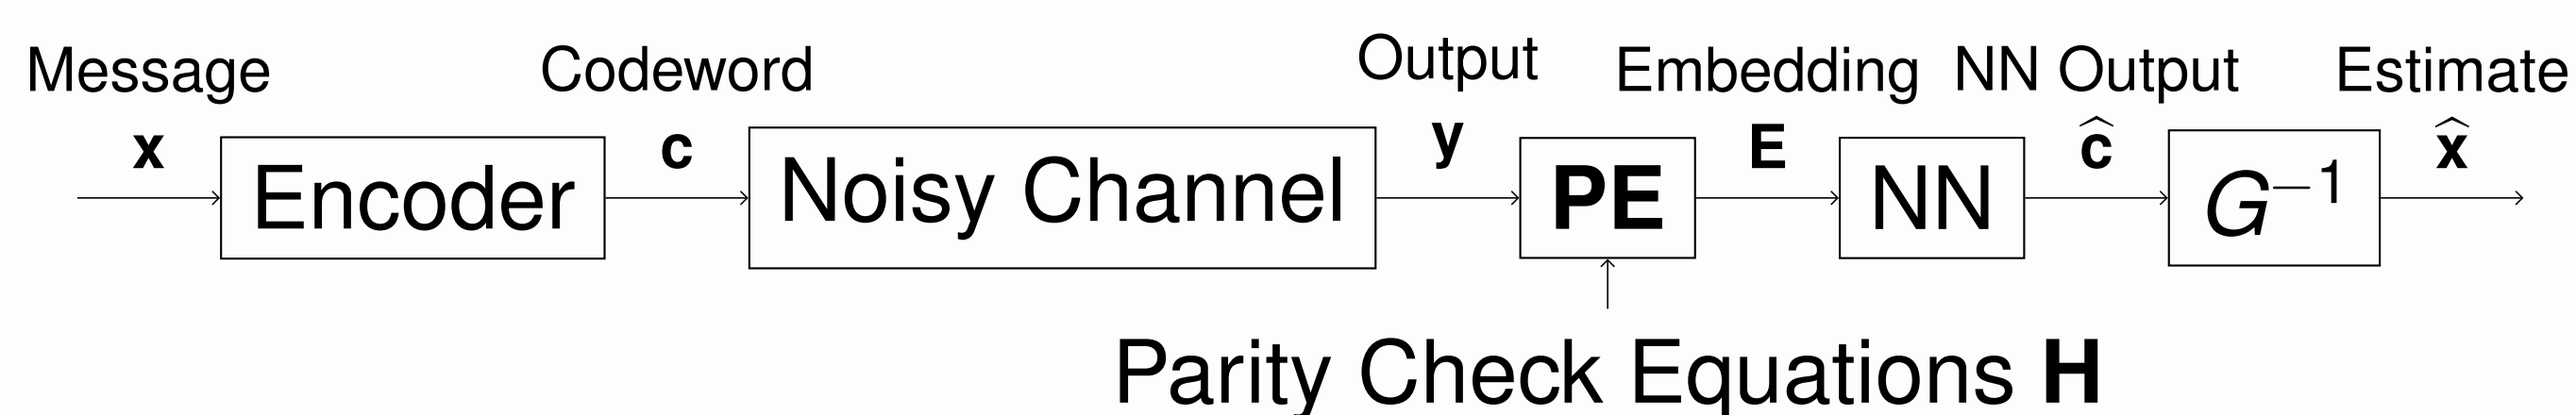 Message Codeword Output Embedding NN Output Estimate
x c y E ĉ x̂
Encoder Noisy Channel PE NN G⁻¹
Parity Check Equations H